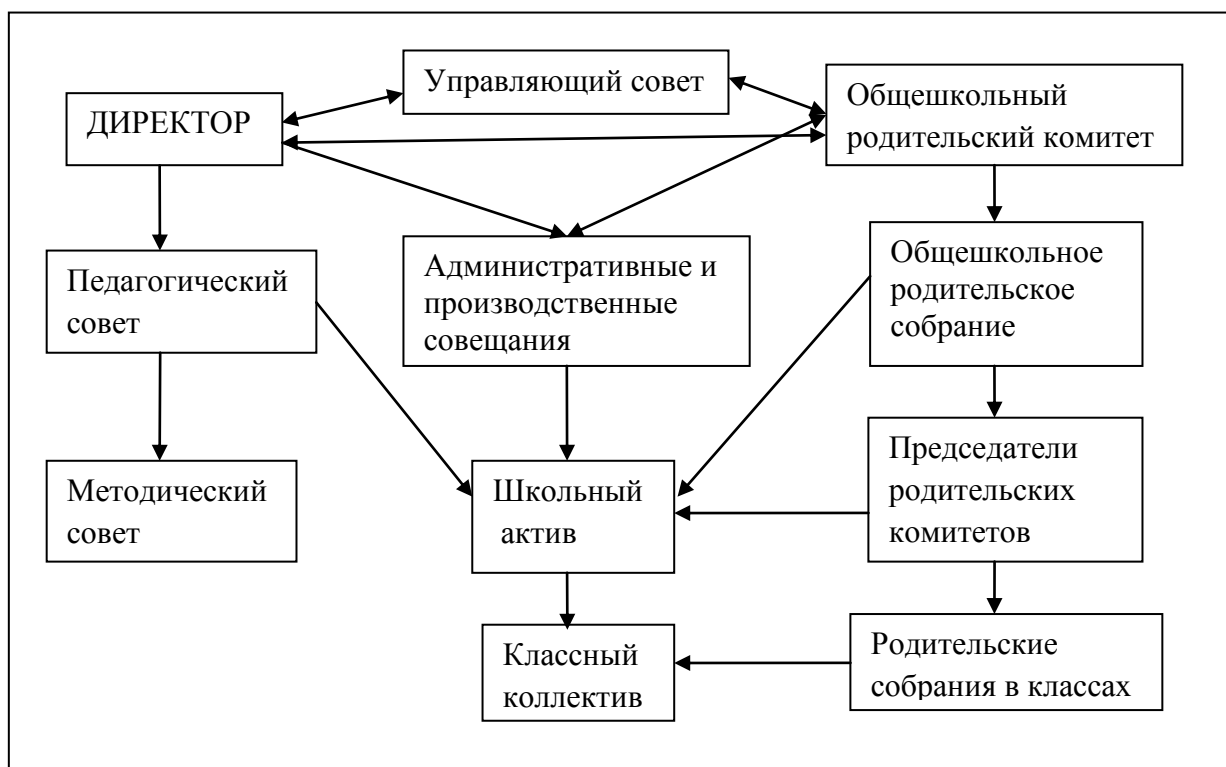 Управляющий совет
ДИРЕКТОР
Общешкольный
родительский комитет
Педагогический
совет
Административные и
производственные
совещания
Общешкольное
родительское
собрание
Методический
совет
Школьный
актив
Председатели
родительских
комитетов
Классный
коллектив
Родительские
собрания в классах